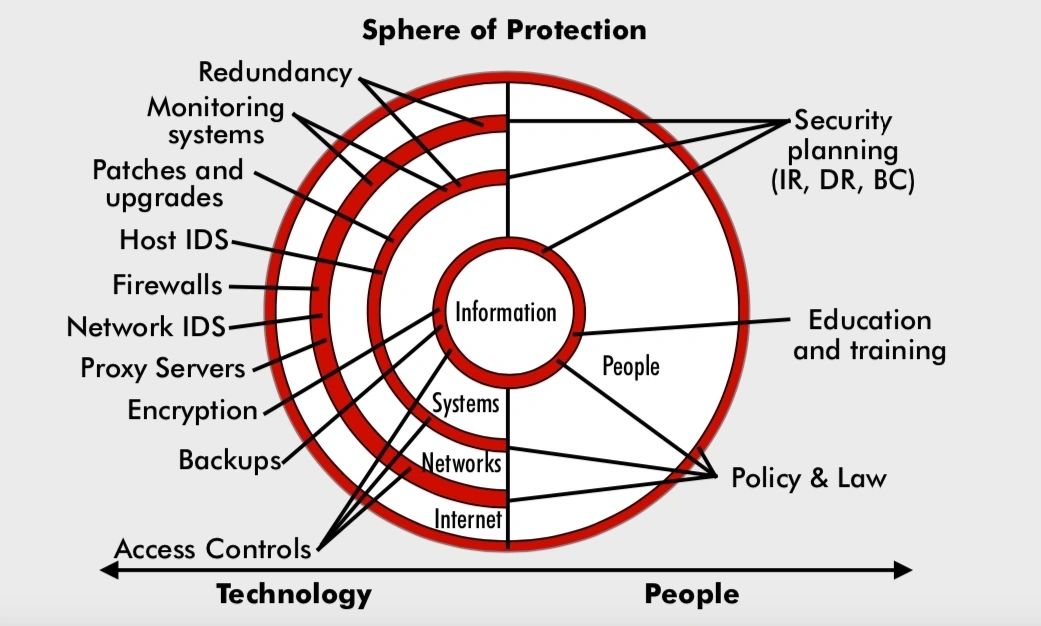 Sphere of Protection
Redundancy
Monitoring
systems
Patches and
upgrades
Host IDS
Firewalls
Network IDS
Proxy Servers
Encryption
Backups
Access Controls
Information
Systems
Networks
Internet
People
Security
planning
(IR, DR, BC)
Education
and training
Policy & Law
Technology
People